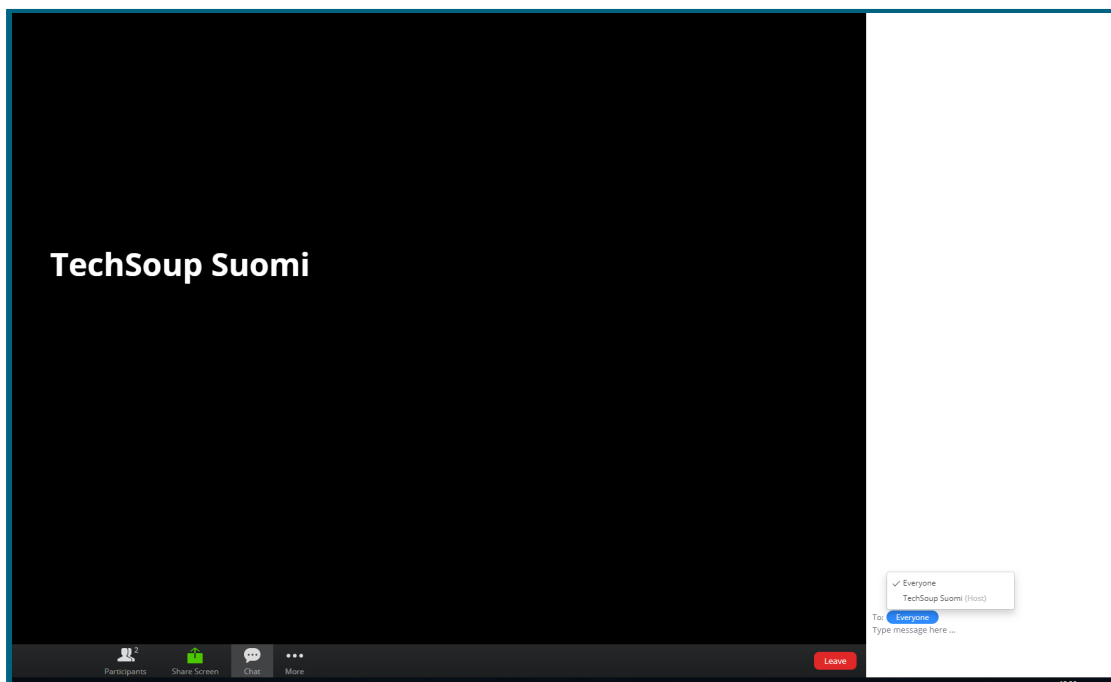 TechSoup Suomi
Everyone
TechSoup Suomi (Host)
To: Everyone
Type message here ...
2
Participants
Share Screen
Chat
More
Leave